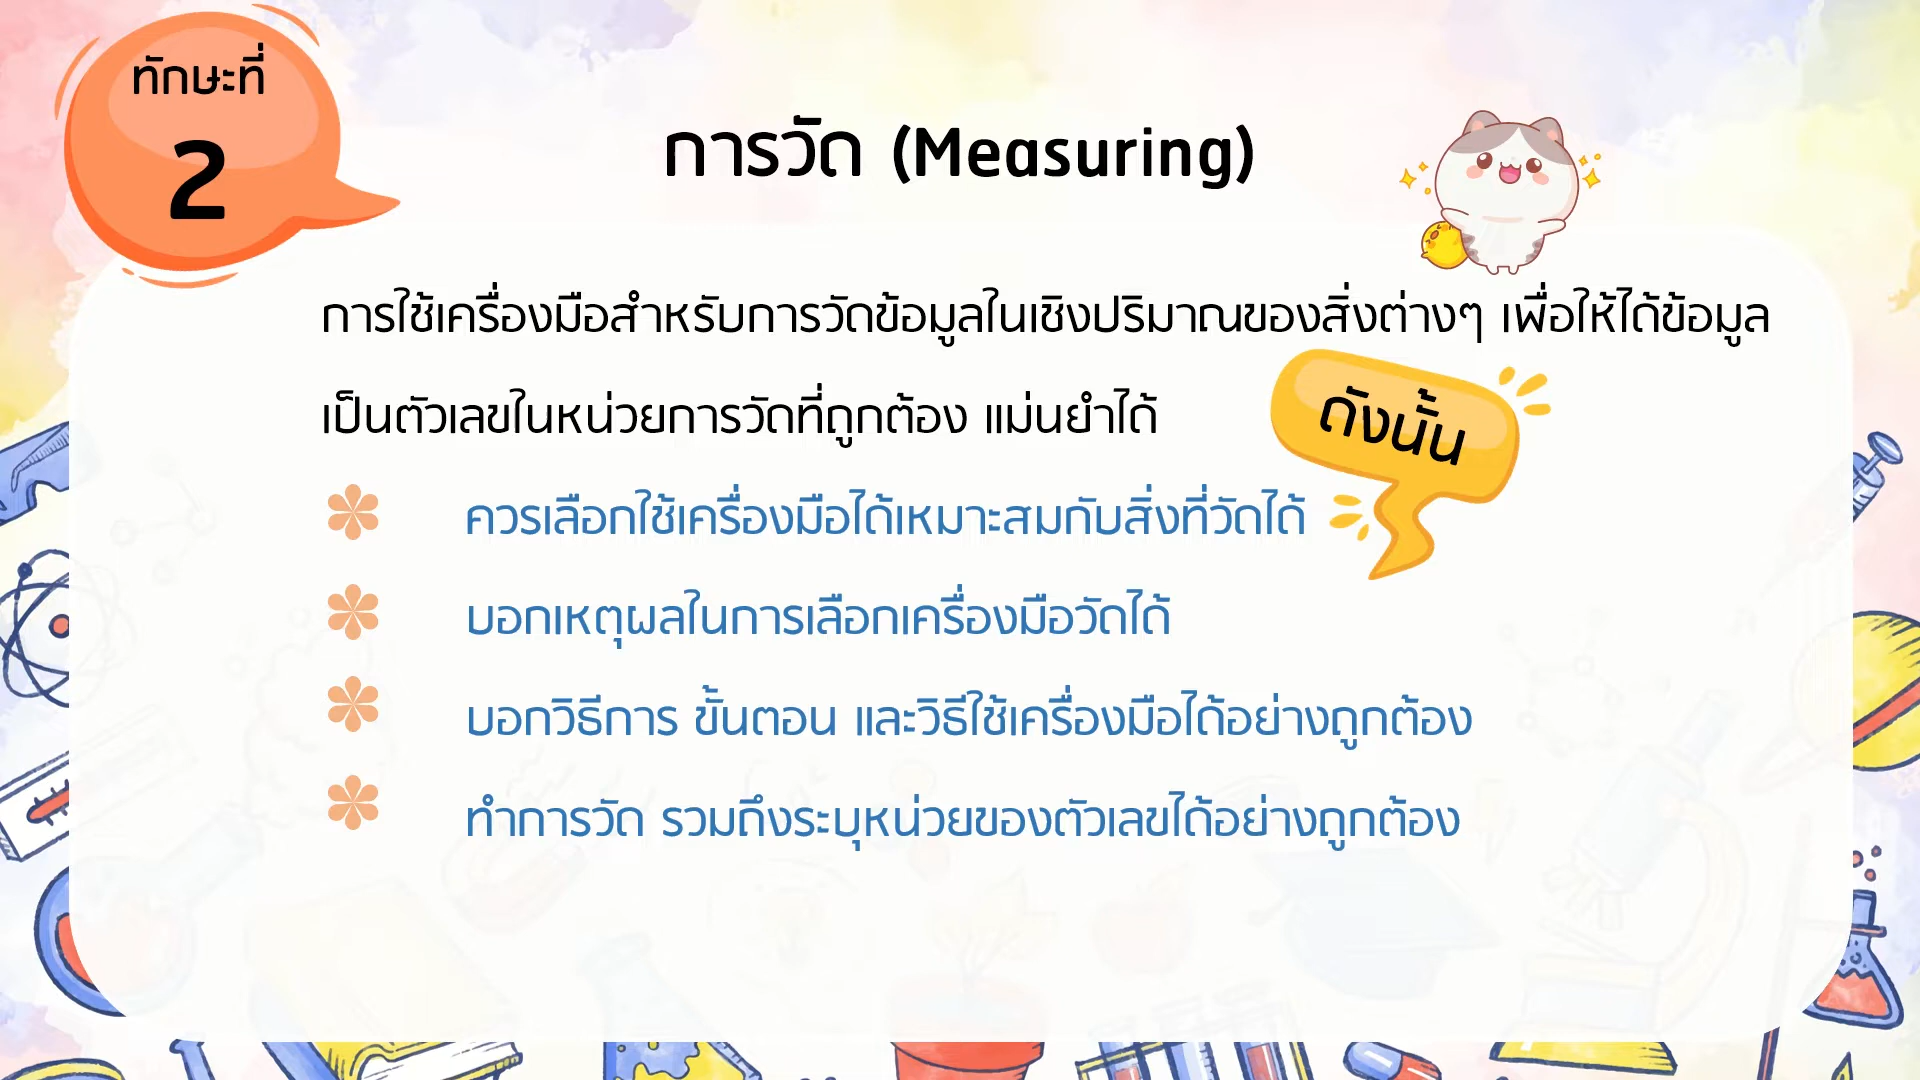 ทักษะที่
2
การวัด (Measuring)
การใช้เครื่องมือสำหรับการวัดข้อมูลในเชิงปริมาณของสิ่งต่างๆ เพื่อให้ได้ข้อมูล
เป็นตัวเลขในหน่วยการวัดที่ถูกต้อง แม่นยำได้
ดังนั้น
ควรเลือกใช้เครื่องมือได้เหมาะสมกับสิ่งที่วัดได้
บอกเหตุผลในการเลือกเครื่องมือวัดได้
บอกวิธีการ ขั้นตอน และวิธีใช้เครื่องมือได้อย่างถูกต้อง
ทำการวัด รวมถึงระบุหน่วยของตัวเลขได้อย่างถูกต้อง